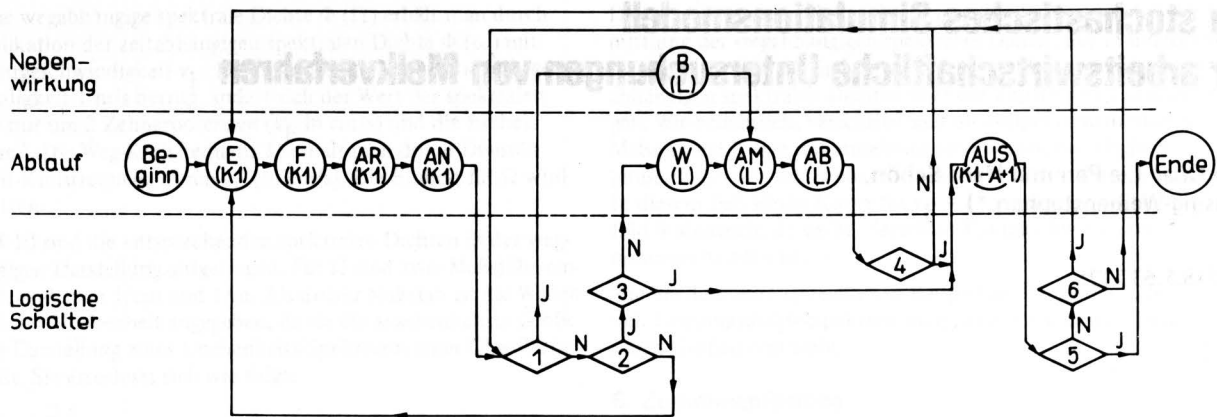 Neben-
wirkung
B
(L)
Ablauf
Be-
ginn
E
(K1)
F
(K1)
AR
(K1)
AN
(K1)
W
(L)
AM
(L)
AB
(L)
N
AUS
(K1-A+1)
Ende
Logische
Schalter
J
N
3
J
4
J
J
6
N
N
1
N
J
2
N
N
5
J